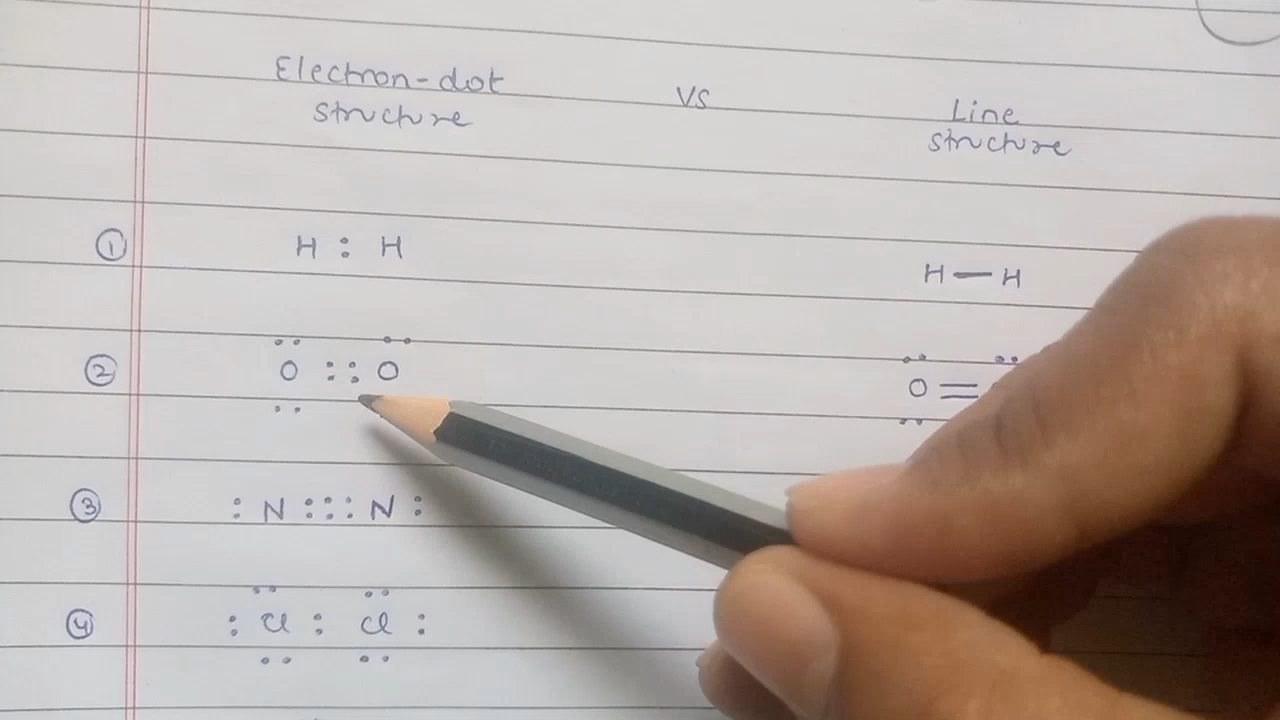 Electron-dot structure VS Line structure
① H : H H — H
② O :: O O =
③ : N ::: N :
④ : Cl : Cl :